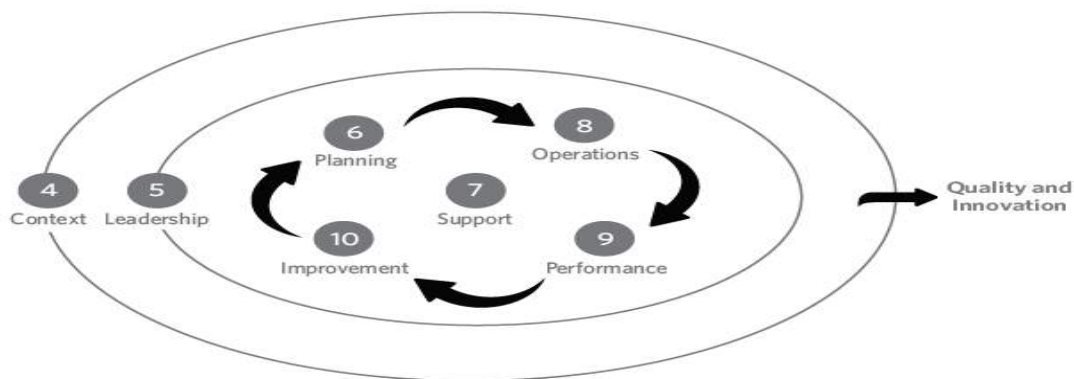 6
Planning
8
Operations
4
Context
5
Leadership
7
Support
Quality and
Innovation
10
Improvement
9
Performance